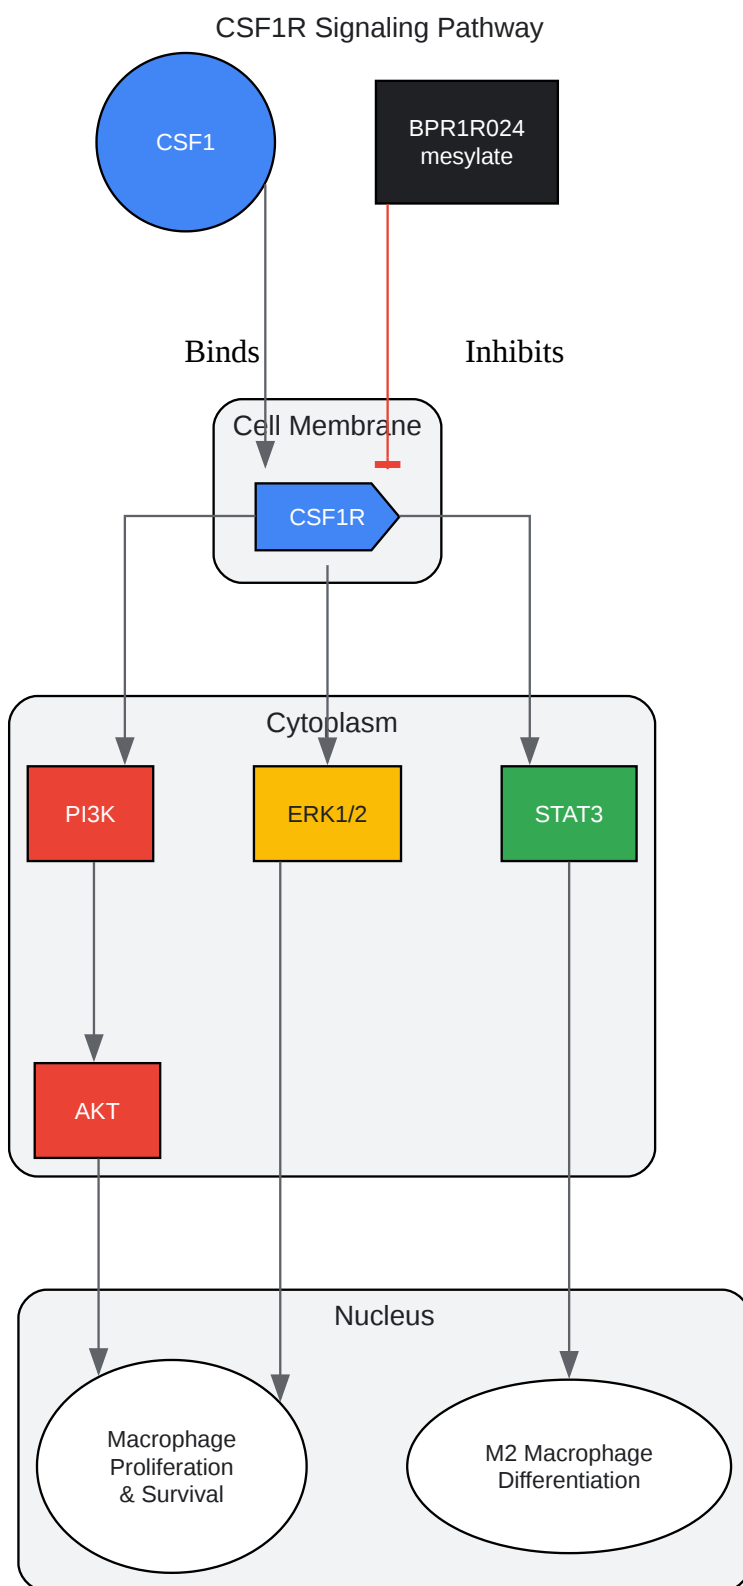 CSF1R Signaling Pathway
CSF1
BPR1R024
mesylate
Binds
Inhibits
Cell Membrane
CSF1R
Cytoplasm
PI3K
ERK1/2
STAT3
AKT
Nucleus
Macrophage
Proliferation
& Survival
M2 Macrophage
Differentiation